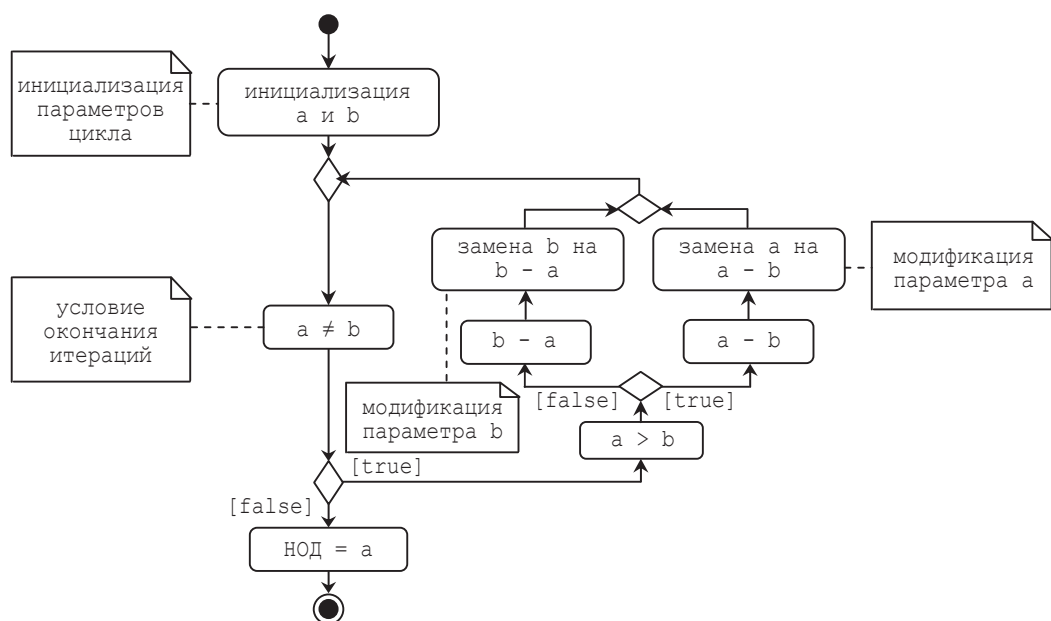 инициализация
параметров
цикла
инициализация
a и b
замена b на
b - a
замена a на
a - b
модификация
параметра a
условие
окончания
итераций
a ≠ b
b - a
a - b
[false]
[true]
модификация
параметра b
a > b
[true]
[false]
НОД = a